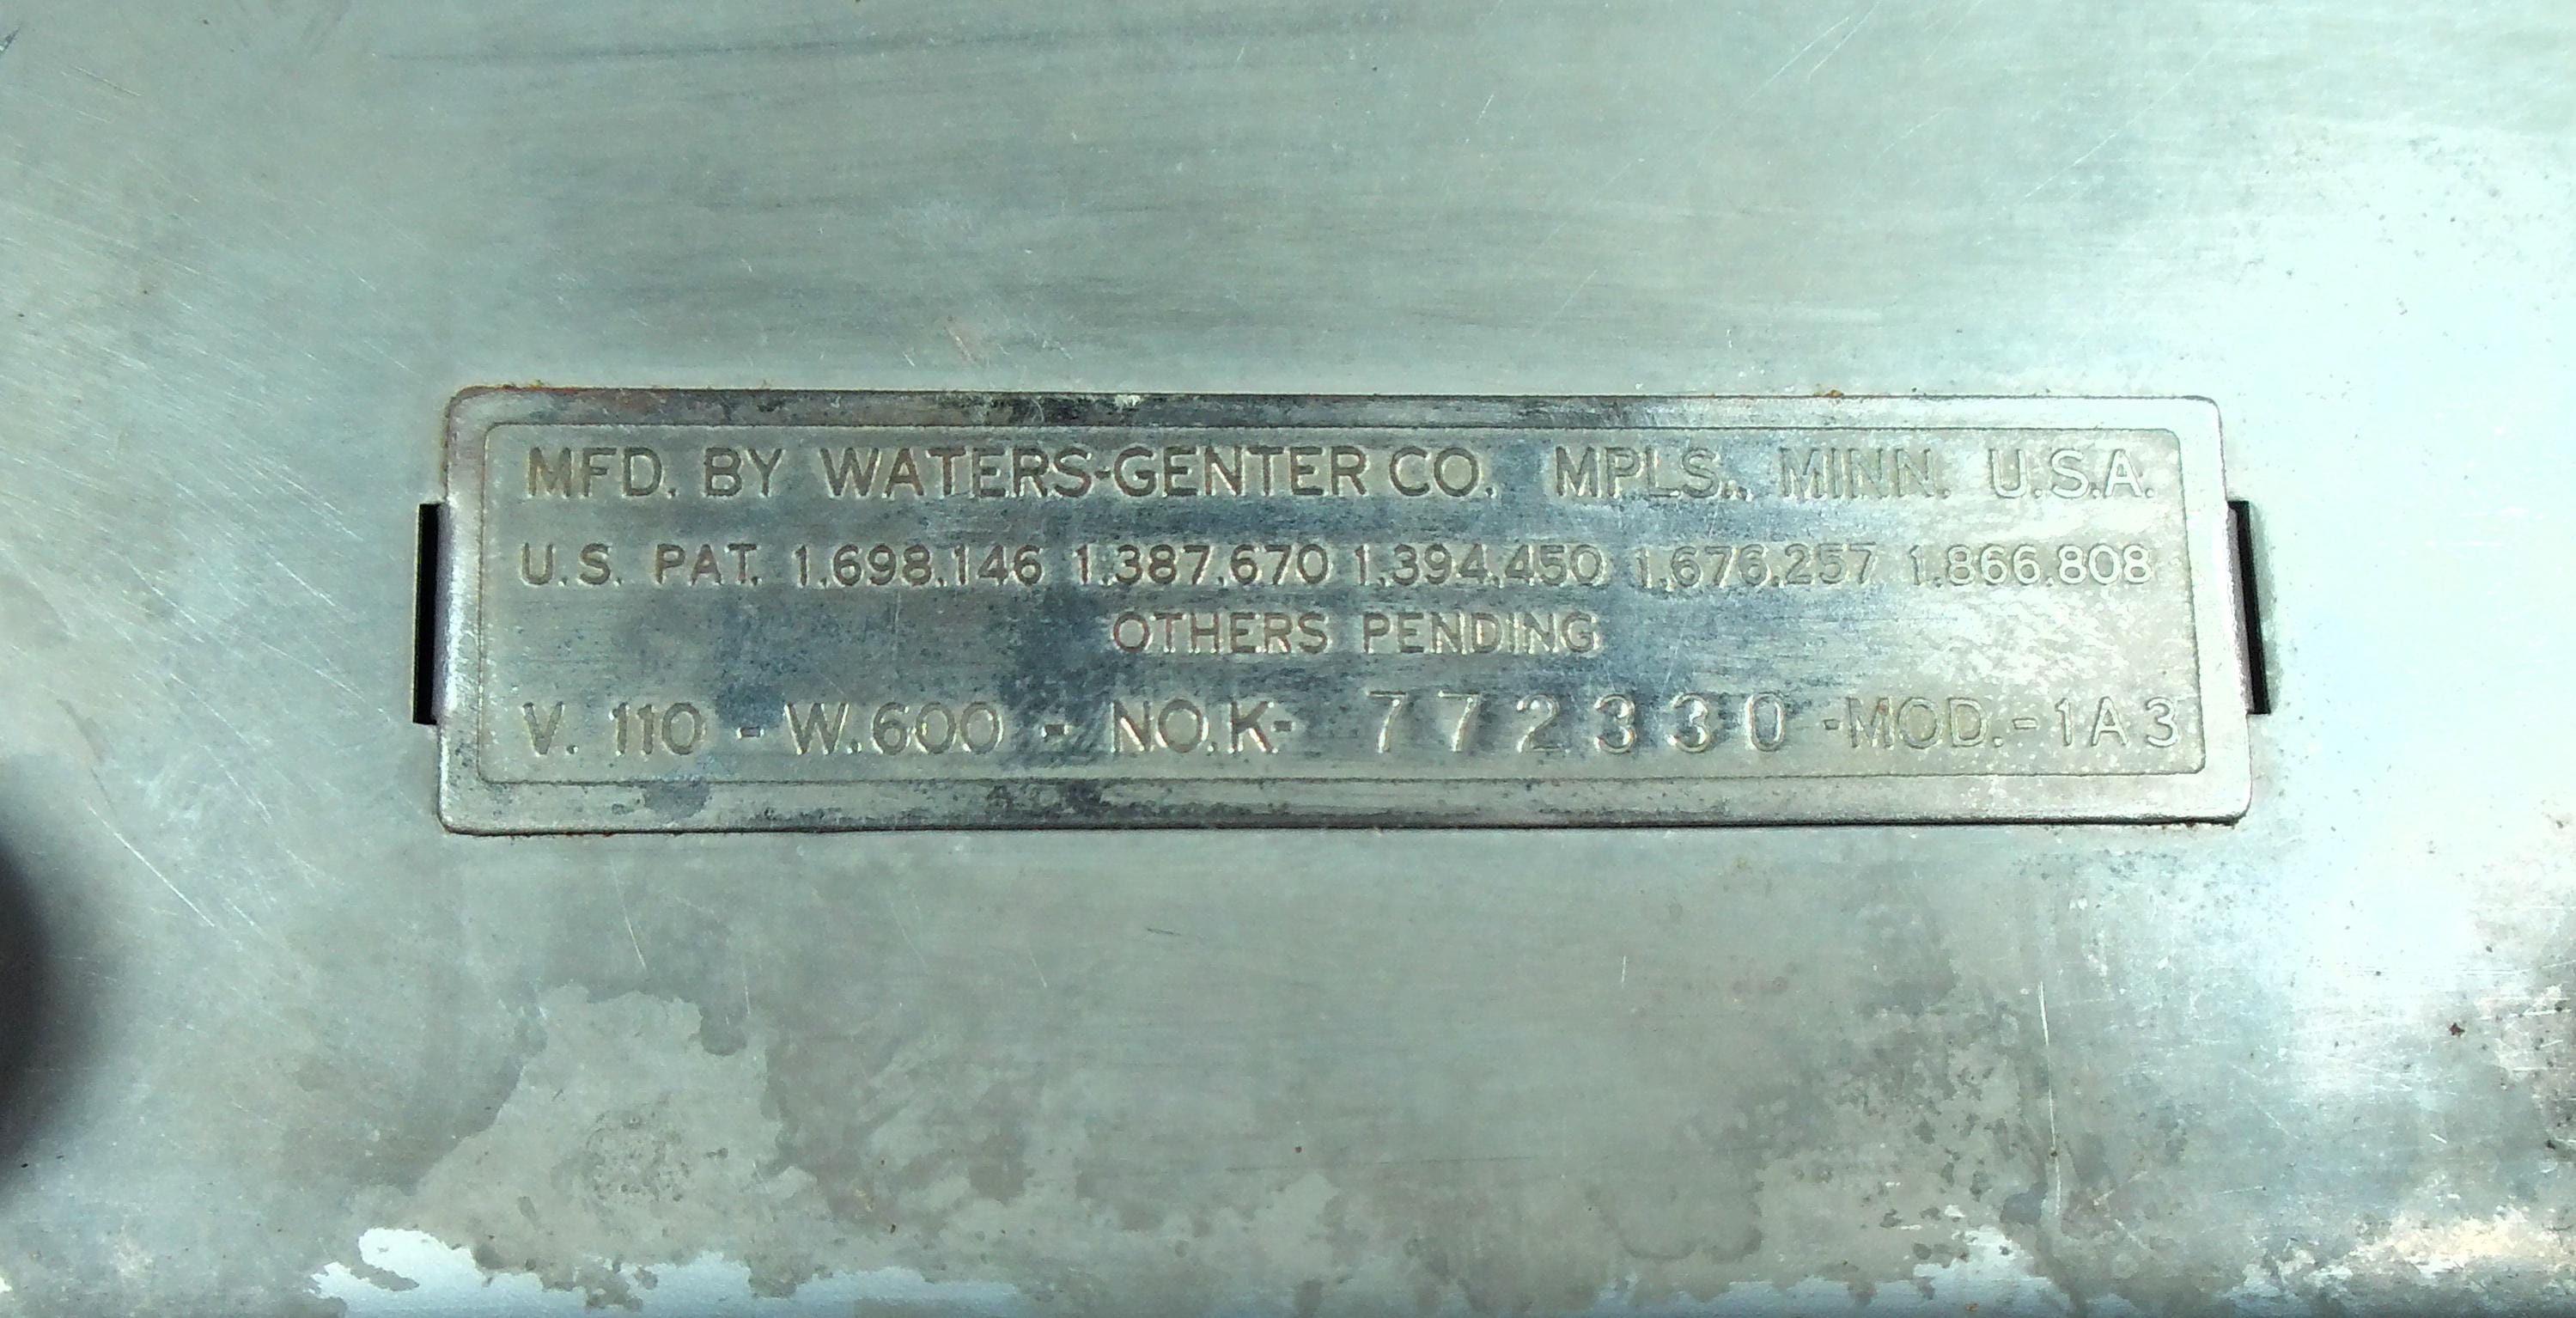 MFD. BY WATERS-GENTER CO. MPLS., MINN. U.S.A.
U.S. PAT. 1,698,146 1,387,670 1,394,450 1,676,257 1,866,808
OTHERS PENDING
V. 110 - W.600 - NO.K- 772330 -MOD.-1A3